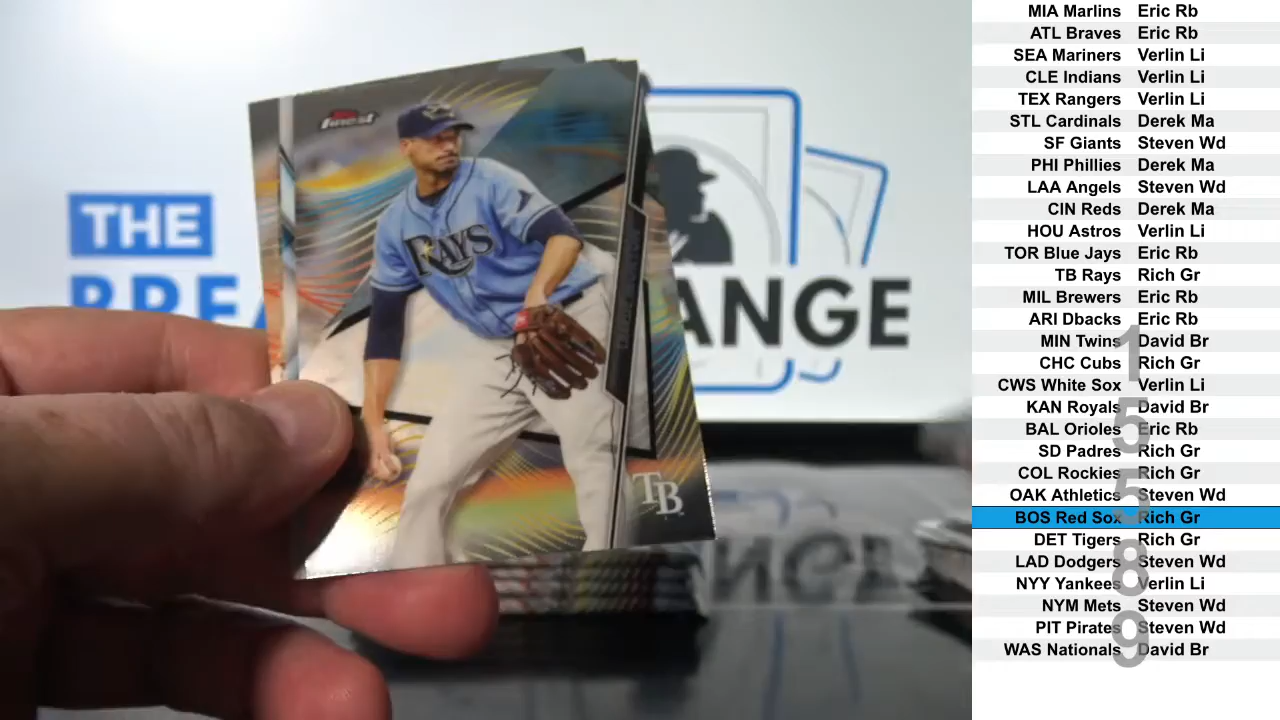 finest
RAYS
TB
THE
ANGE
MIA Marlins Eric Rb
ATL Braves Eric Rb
SEA Mariners Verlin Li
CLE Indians Verlin Li
TEX Rangers Verlin Li
STL Cardinals Derek Ma
SF Giants Steven Wd
PHI Phillies Derek Ma
LAA Angels Steven Wd
CIN Reds Derek Ma
HOU Astros Verlin Li
TOR Blue Jays Eric Rb
TB Rays Rich Gr
MIL Brewers Eric Rb
ARI Dbacks Eric Rb
MIN Twins David Br
CHC Cubs Rich Gr
CWS White Sox Verlin Li
KAN Royals David Br
BAL Orioles Eric Rb
SD Padres Rich Gr
COL Rockies Rich Gr
OAK Athletics Steven Wd
BOS Red Sox Rich Gr
DET Tigers Rich Gr
LAD Dodgers Steven Wd
NYY Yankees Verlin Li
NYM Mets Steven Wd
PIT Pirates Steven Wd
WAS Nationals David Br
1
5
5
8
9